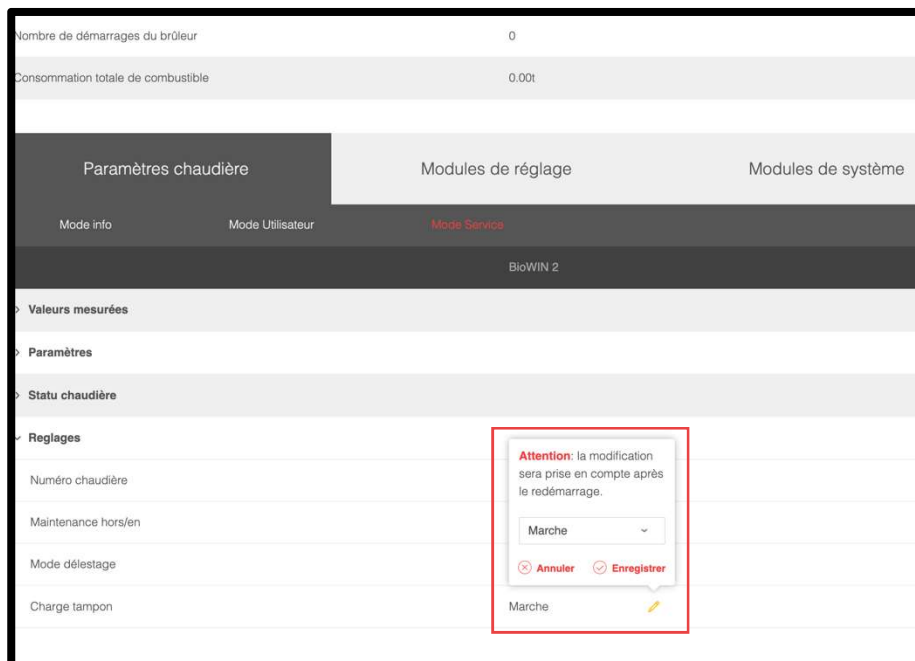 Nombre de démarrages du brûleur 0
Consommation totale de combustible 0.00t
Paramètres chaudière Modules de réglage Modules de système
Mode info Mode Utilisateur Mode Service
BioWIN 2
Valeurs mesurées
Paramètres
Statu chaudière
Reglages
Attention: la modification
sera prise en compte après
le redémarrage.
Numéro chaudière
Maintenance hors/en
Marche
Mode délestage
Annuler Enregistrer
Charge tampon Marche